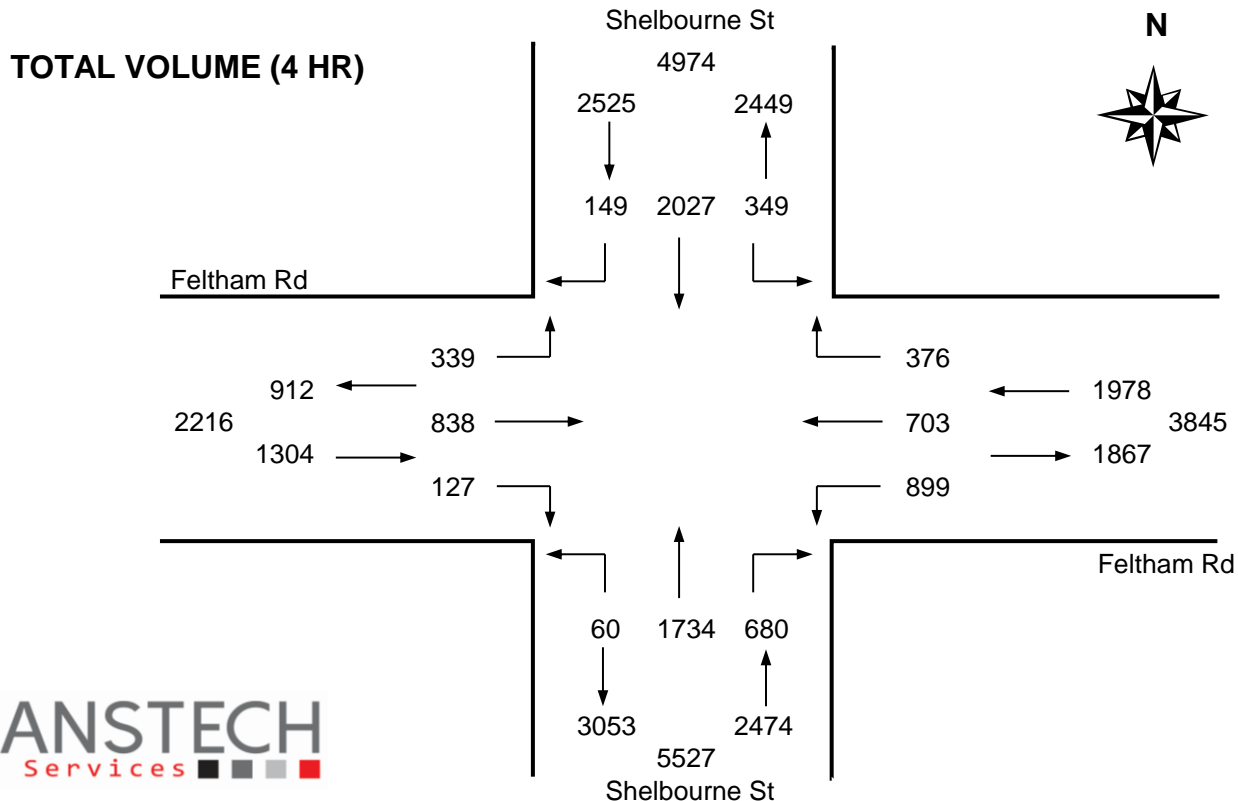 Shelbourne St
N
TOTAL VOLUME (4 HR)
4974
2525 2449
149 2027 349
Feltham Rd
339 376
912 1978
2216 838 703 3845
1304 1867
127 899
Feltham Rd
60 1734 680
3053 2474
5527
Shelbourne St
ANSTECH
Services